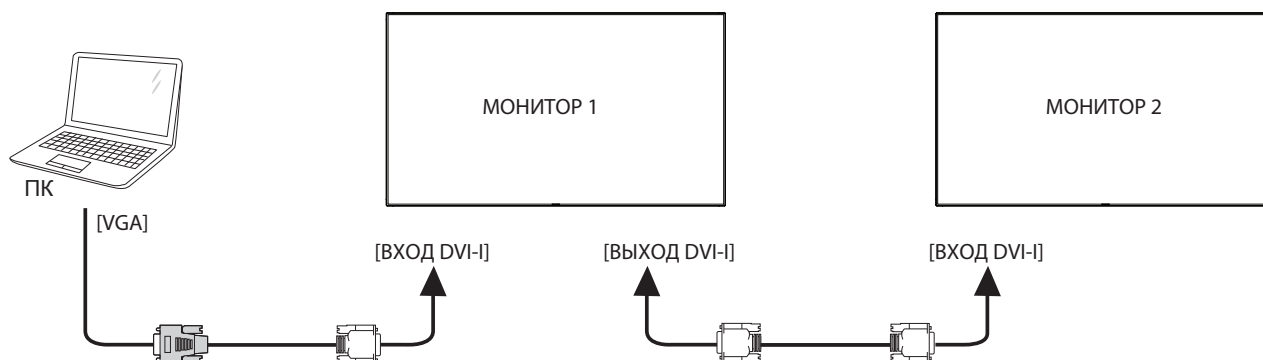 МОНИТОР 1
МОНИТОР 2
ПК
[VGA]
[ВХОД DVI-I]
[ВЫХОД DVI-I]
[ВХОД DVI-I]